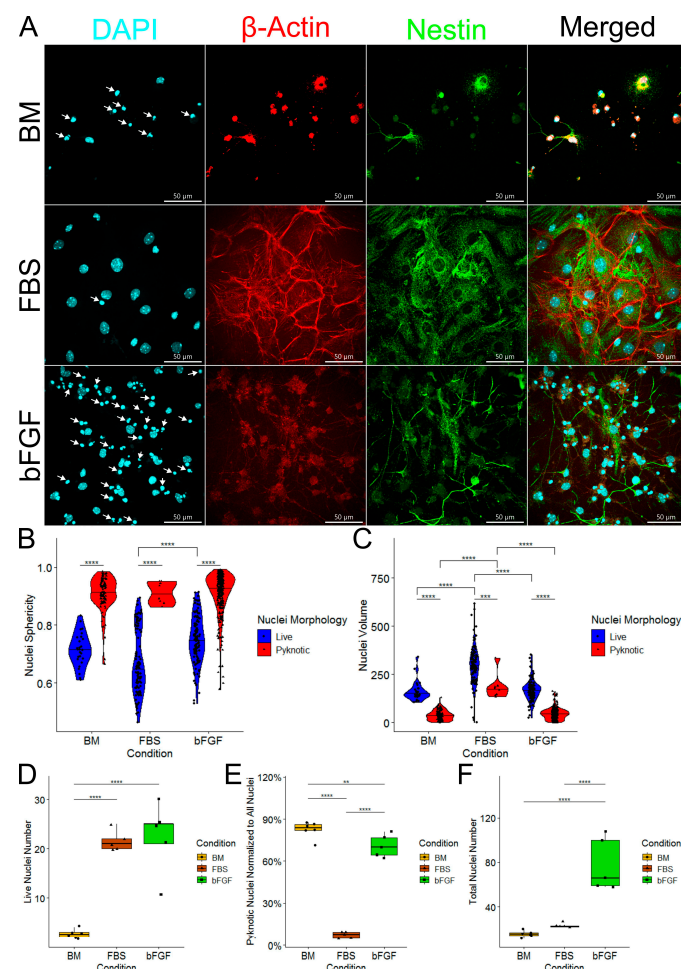 A
DAPI
β-Actin
Nestin
Merged
BM
50 µm
50 µm
50 µm
50 µm
FBS
50 µm
50 µm
50 µm
50 µm
bFGF
50 µm
50 µm
50 µm
50 µm
B
****
****
****
****
1.0
0.8
0.6
Nuclei Sphericity
BM
FBS
bFGF
Condition
Nuclei Morphology
Live
Pyknotic
C
****
****
****
****
****
***
****
750
500
250
0
Nuclei Volume
BM
FBS
bFGF
Condition
Nuclei Morphology
Live
Pyknotic
D
****
****
30
20
10
0
Live Nuclei Number
BM
FBS
bFGF
Condition
Condition
BM
FBS
bFGF
E
**
****
****
120%
80%
40%
0%
Pyknotic Nuclei Normalized to All Nuclei
BM
FBS
bFGF
Condition
Condition
BM
FBS
bFGF
F
****
****
120
80
40
Total Nuclei Number
BM
FBS
bFGF
Condition
Condition
BM
FBS
bFGF